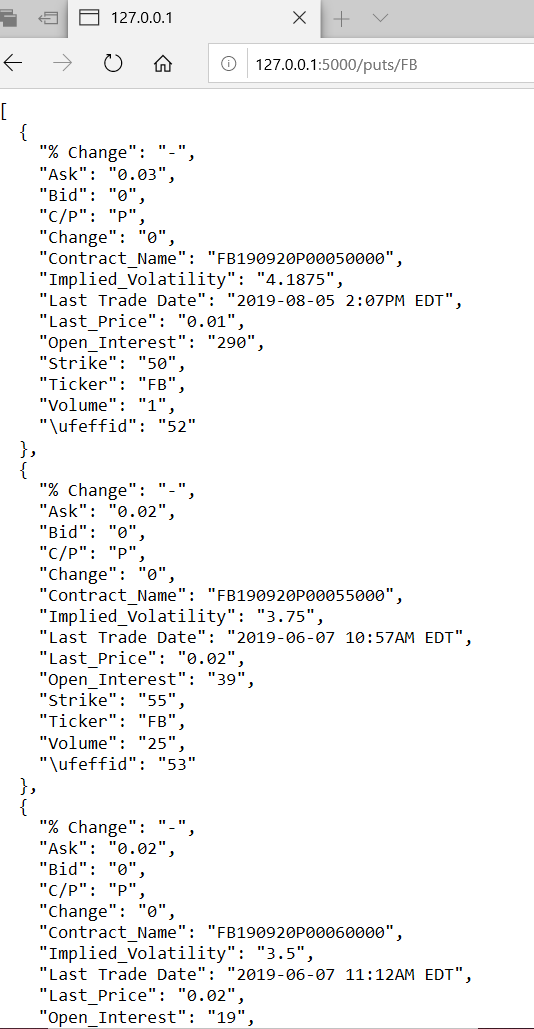 127.0.0.1
127.0.0.1:5000/puts/FB
[
  {
    "% Change": "-",
    "Ask": "0.03",
    "Bid": "0",
    "C/P": "P",
    "Change": "0",
    "Contract_Name": "FB190920P00050000",
    "Implied_Volatility": "4.1875",
    "Last Trade Date": "2019-08-05 2:07PM EDT",
    "Last_Price": "0.01",
    "Open_Interest": "290",
    "Strike": "50",
    "Ticker": "FB",
    "Volume": "1",
    "\ufeffid": "52"
  },
  {
    "% Change": "-",
    "Ask": "0.02",
    "Bid": "0",
    "C/P": "P",
    "Change": "0",
    "Contract_Name": "FB190920P00055000",
    "Implied_Volatility": "3.75",
    "Last Trade Date": "2019-06-07 10:57AM EDT",
    "Last_Price": "0.02",
    "Open_Interest": "39",
    "Strike": "55",
    "Ticker": "FB",
    "Volume": "25",
    "\ufeffid": "53"
  },
  {
    "% Change": "-",
    "Ask": "0.02",
    "Bid": "0",
    "C/P": "P",
    "Change": "0",
    "Contract_Name": "FB190920P00060000",
    "Implied_Volatility": "3.5",
    "Last Trade Date": "2019-06-07 11:12AM EDT",
    "Last_Price": "0.02",
    "Open_Interest": "19",